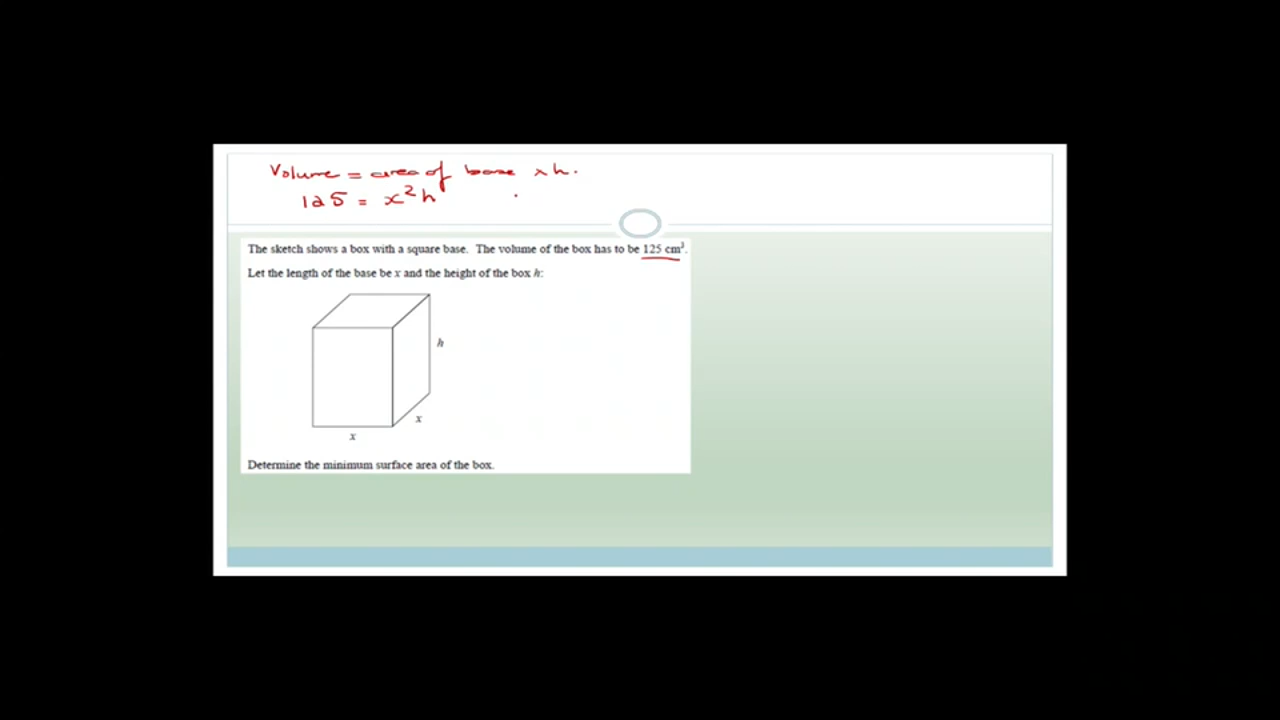 Volume = area of base × h.
125 = x²h
The sketch shows a box with a square base. The volume of the box has to be 125 cm³.
Let the length of the base be x and the height of the box h:
h
x
x
Determine the minimum surface area of the box.